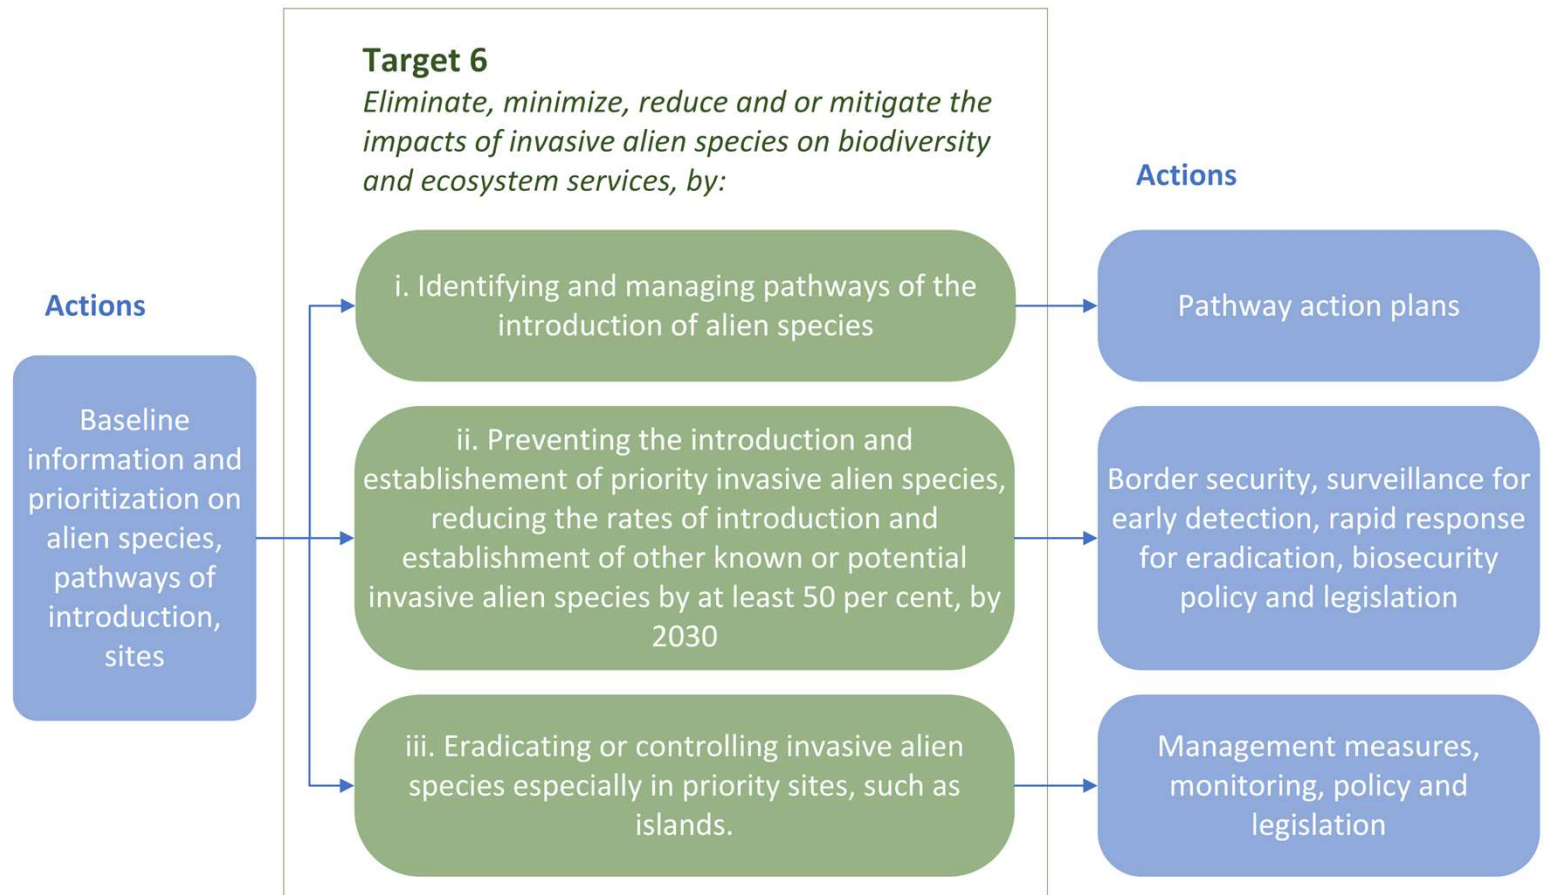 Target 6
Eliminate, minimize, reduce and or mitigate the
impacts of invasive alien species on biodiversity
and ecosystem services, by:
Actions
Baseline
information and
prioritization on
alien species,
pathways of
introduction,
sites
i. Identifying and managing pathways of the
introduction of alien species
ii. Preventing the introduction and
establishement of priority invasive alien species,
reducing the rates of introduction and
establishment of other known or potential
invasive alien species by at least 50 per cent, by
2030
iii. Eradicating or controlling invasive alien
species especially in priority sites, such as
islands.
Actions
Pathway action plans
Border security, surveillance for
early detection, rapid response
for eradication, biosecurity
policy and legislation
Management measures,
monitoring, policy and
legislation